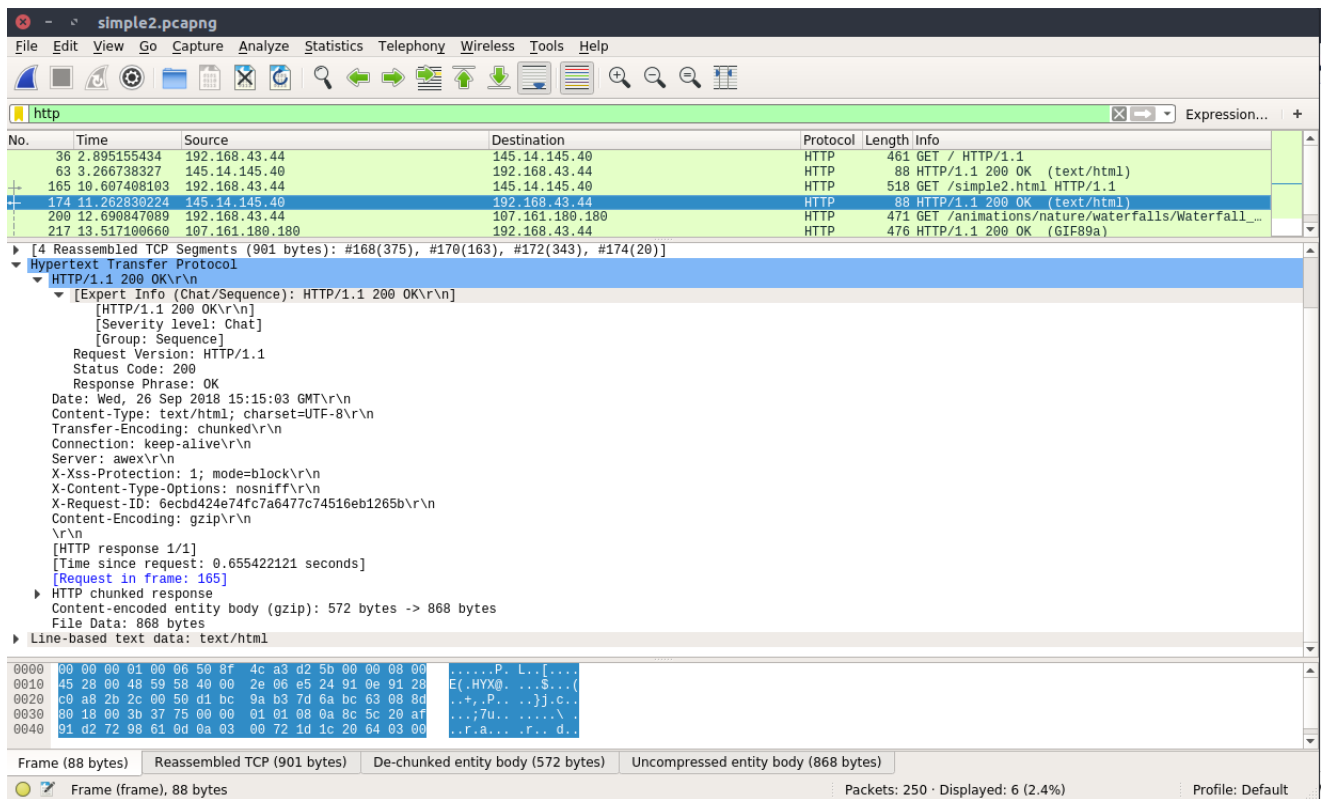 simple2.pcapng
File Edit View Go Capture Analyze Statistics Telephony Wireless Tools Help
http Expression... +
No. Time Source Destination Protocol Length Info
36 2.895155434 192.168.43.44 145.14.145.40 HTTP 461 GET / HTTP/1.1
63 3.266738327 145.14.145.40 192.168.43.44 HTTP 88 HTTP/1.1 200 OK (text/html)
165 10.607408103 192.168.43.44 145.14.145.40 HTTP 518 GET /simple2.html HTTP/1.1
174 11.262830224 145.14.145.40 192.168.43.44 HTTP 88 HTTP/1.1 200 OK (text/html)
200 12.690847089 192.168.43.44 107.161.180.180 HTTP 471 GET /animations/nature/waterfalls/Waterfall_…
217 13.517100660 107.161.180.180 192.168.43.44 HTTP 476 HTTP/1.1 200 OK (GIF89a)
[4 Reassembled TCP Segments (901 bytes): #168(375), #170(163), #172(343), #174(20)]
Hypertext Transfer Protocol
HTTP/1.1 200 OK\r\n
[Expert Info (Chat/Sequence): HTTP/1.1 200 OK\r\n]
[HTTP/1.1 200 OK\r\n]
[Severity level: Chat]
[Group: Sequence]
Request Version: HTTP/1.1
Status Code: 200
Response Phrase: OK
Date: Wed, 26 Sep 2018 15:15:03 GMT\r\n
Content-Type: text/html; charset=UTF-8\r\n
Transfer-Encoding: chunked\r\n
Connection: keep-alive\r\n
Server: awex\r\n
X-Xss-Protection: 1; mode=block\r\n
X-Content-Type-Options: nosniff\r\n
X-Request-ID: 6ecbd424e74fc7a6477c74516eb1265b\r\n
Content-Encoding: gzip\r\n
\r\n
[HTTP response 1/1]
[Time since request: 0.655422121 seconds]
[Request in frame: 165]
HTTP chunked response
Content-encoded entity body (gzip): 572 bytes -> 868 bytes
File Data: 868 bytes
Line-based text data: text/html
0000 00 00 00 01 00 06 50 8f 4c a3 d2 5b 00 00 08 00 ......P. L..[....
0010 45 28 00 48 59 58 40 00 2e 06 e5 24 91 0e 91 28 E(.HYX@. ...$...(
0020 c0 a8 2b 2c 00 50 d1 bc 9a b3 7d 6a bc 63 08 8d ..+,.P.. ..}j.c..
0030 80 18 00 3b 37 75 00 00 01 01 08 0a 8c 5c 20 af ...;7u.. .....\ .
0040 91 d2 72 98 61 0d 0a 03 00 72 1d 1c 20 64 03 00 ..r.a... .r.. d..
Frame (88 bytes) Reassembled TCP (901 bytes) De-chunked entity body (572 bytes) Uncompressed entity body (868 bytes)
Frame (frame), 88 bytes Packets: 250 · Displayed: 6 (2.4%) Profile: Default